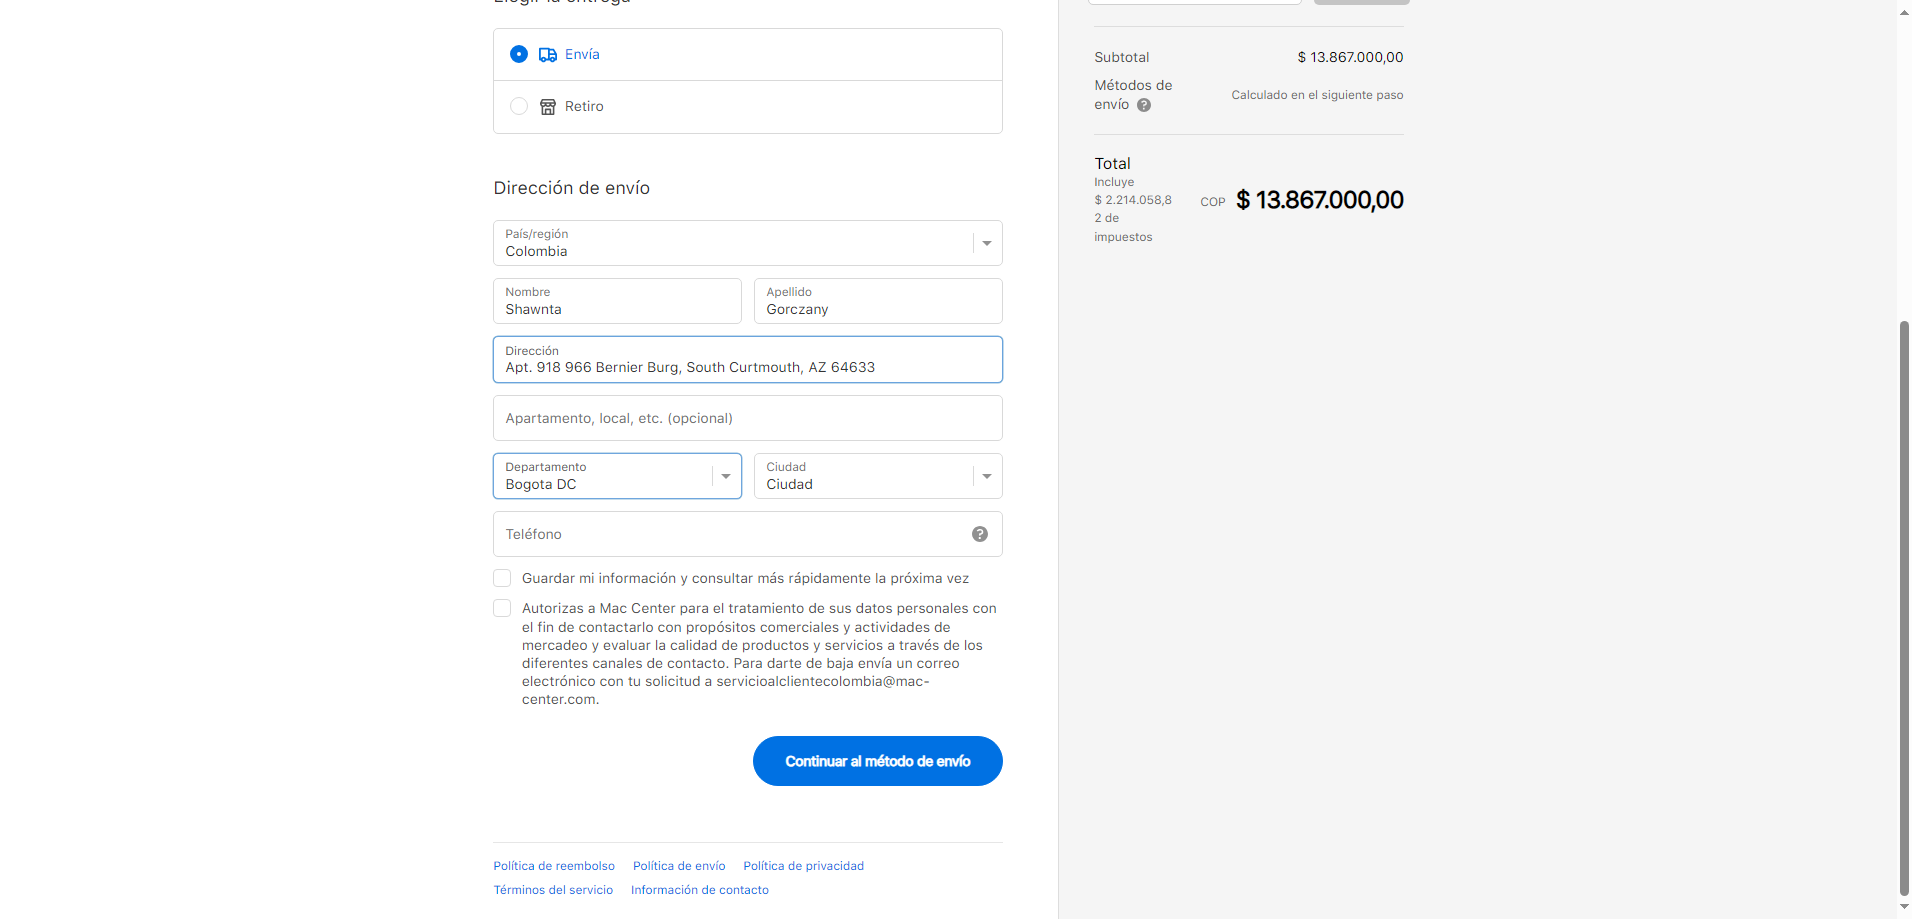 Elegir la entrega
Envía
Retiro
Dirección de envío
País/región
Colombia
Nombre
Shawnta
Apellido
Gorczany
Dirección
Apt. 918 966 Bernier Burg, South Curtmouth, AZ 64633
Apartamento, local, etc. (opcional)
Departamento
Bogota DC
Ciudad
Ciudad
Teléfono
Guardar mi información y consultar más rápidamente la próxima vez
Autorizas a Mac Center para el tratamiento de sus datos personales con
el fin de contactarlo con propósitos comerciales y actividades de
mercadeo y evaluar la calidad de productos y servicios a través de los
diferentes canales de contacto. Para darte de baja envía un correo
electrónico con tu solicitud a servicioalclientecolombia@mac-
center.com.
Continuar al método de envío
Política de reembolso Política de envío Política de privacidad
Términos del servicio Información de contacto
Subtotal $ 13.867.000,00
Métodos de
envío
Calculado en el siguiente paso
Total
Incluye
$ 2.214.058,8
2 de
impuestos
COP $ 13.867.000,00